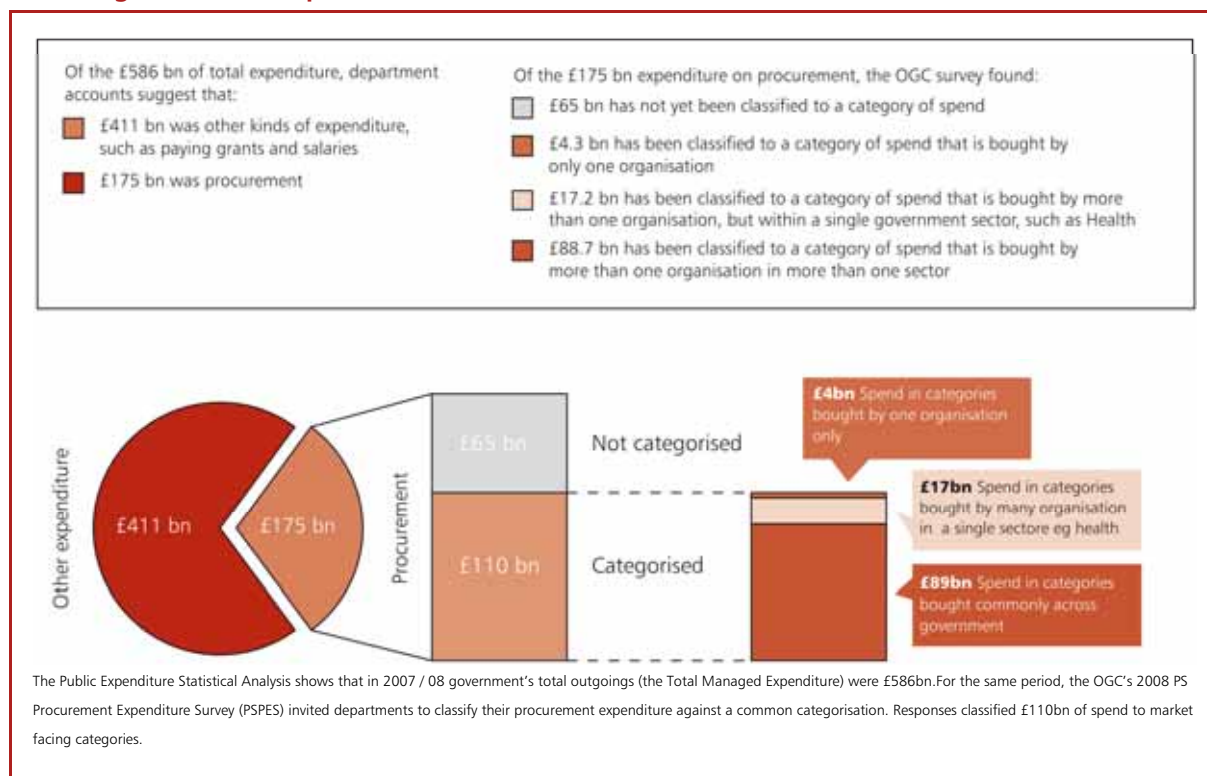 Of the £586 bn of total expenditure, department
accounts suggest that:
£411 bn was other kinds of expenditure,
such as paying grants and salaries
£175 bn was procurement
Of the £175 bn expenditure on procurement, the OGC survey found:
£65 bn has not yet been classified to a category of spend
£4.3 bn has been classified to a category of spend that is bought by
only one organisation
£17.2 bn has been classified to a category of spend that is bought by more
than one organisation, but within a single government sector, such as Health
£88.7 bn has been classified to a category of spend that is bought by
more than one organisation in more than one sector
Other expenditure
£411 bn
£175 bn
Procurement
£65 bn
Not categorised
£110 bn
Categorised
£4bn Spend in categories
bought by one organisation
only
£17bn Spend in categories
bought by many organisation
in a single sectore eg health
£89bn Spend in categories
bought commonly across
government
The Public Expenditure Statistical Analysis shows that in 2007 / 08 government's total outgoings (the Total Managed Expenditure) were £586bn.For the same period, the OGC's 2008 PS
Procurement Expenditure Survey (PSPES) invited departments to classify their procurement expenditure against a common categorisation. Responses classified £110bn of spend to market
facing categories.